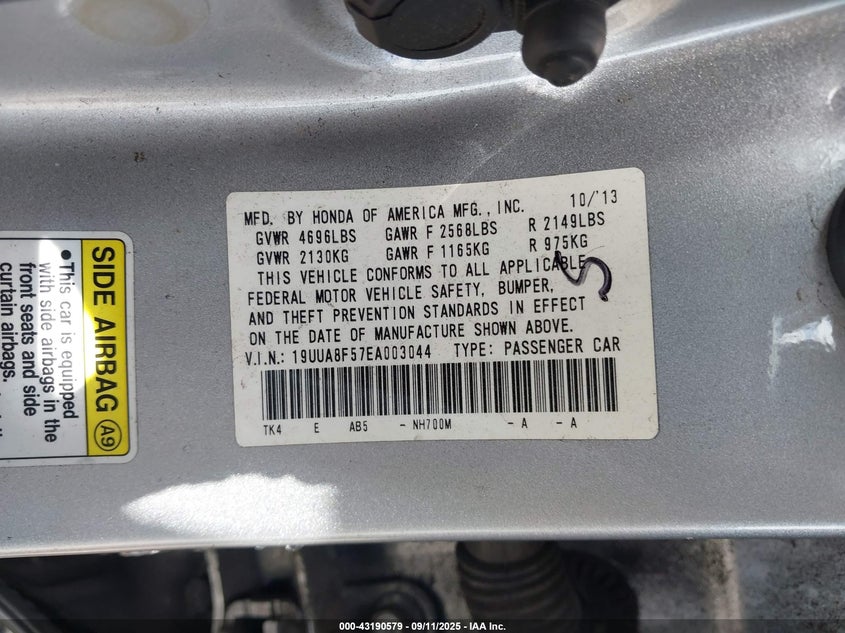 MFD. BY HONDA OF AMERICA MFG., INC. 10/'13
GVWR 4696LBS GAWR F 2568LBS R 2149LBS
GVWR 2130KG GAWR F 1165KG R 975KG
THIS VEHICLE CONFORMS TO ALL APPLICABLE
FEDERAL MOTOR VEHICLE SAFETY, BUMPER,
AND THEFT PREVENTION STANDARDS IN EFFECT
ON THE DATE OF MANUFACTURE SHOWN ABOVE.
V.I.N.: 19UUA8F57EA003044 TYPE: PASSENGER CAR
TK4 E AB5 - NH700M - A - A
5
SIDE AIRBAG A9
•This car is equipped
with side airbags in the
front seats and side
curtain airbags.
000-43190579 - 09/11/2025 - IAA Inc.